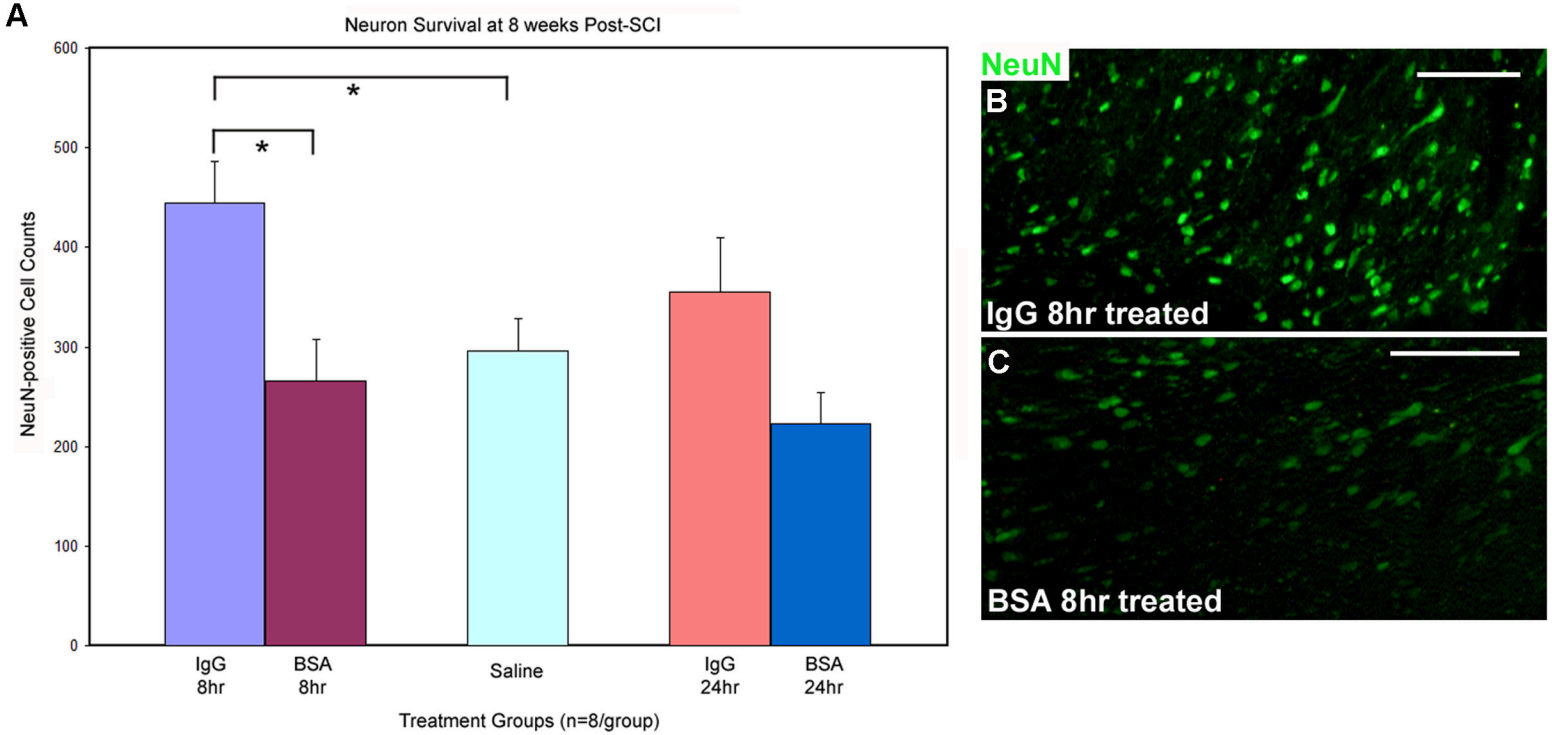 A
Neuron Survival at 8 weeks Post-SCI
600
500
400
300
200
100
0
NeuN-positive Cell Counts
*
*
IgG
8hr
BSA
8hr
Saline
IgG
24hr
BSA
24hr
Treatment Groups (n=8/group)
NeuN
B
IgG 8hr treated
C
BSA 8hr treated